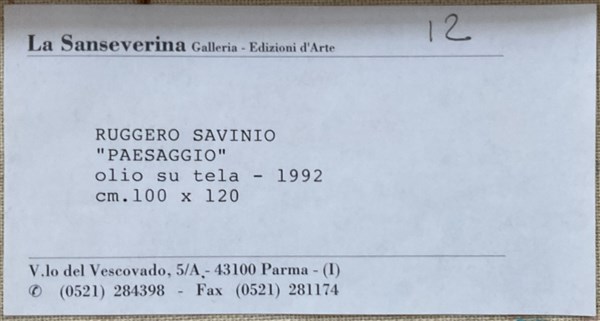 La Sanseverina Galleria - Edizioni d'Arte
12
RUGGERO SAVINIO
"PAESAGGIO"
olio su tela - 1992
cm.100 x 120
V.lo del Vescovado, 5/A,- 43100 Parma - (I)
✆ (0521) 284398 - Fax (0521) 281174